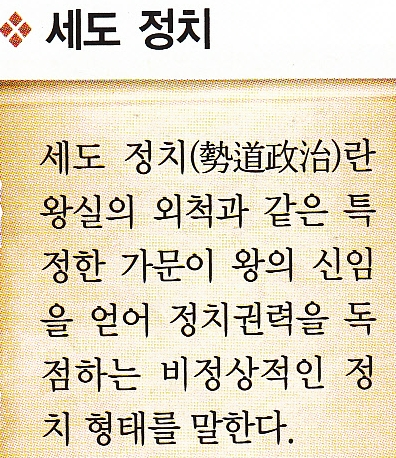 세도 정치
세도 정치(勢道政治)란
왕실의 외척과 같은 특
정한 가문이 왕의 신임
을 얻어 정치권력을 독
점하는 비정상적인 정
치 형태를 말한다.